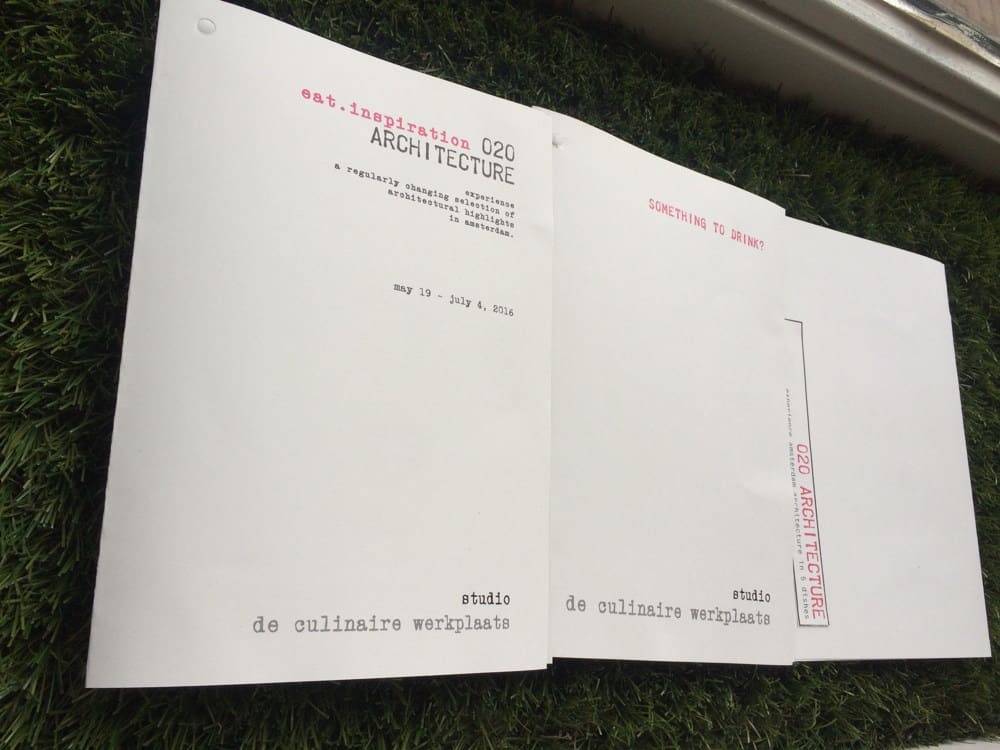 eat.inspiration 020
ARCHITECTURE
experience
a regularly changing selection of
architectural highlights
in amsterdam.
may 19 - july 4, 2016
studio
de culinaire werkplaats
SOMETHING TO DRINK?
studio
de culinaire werkplaats
020 ARCHITECTURE
experience amsterdam architecture in 5 dishes